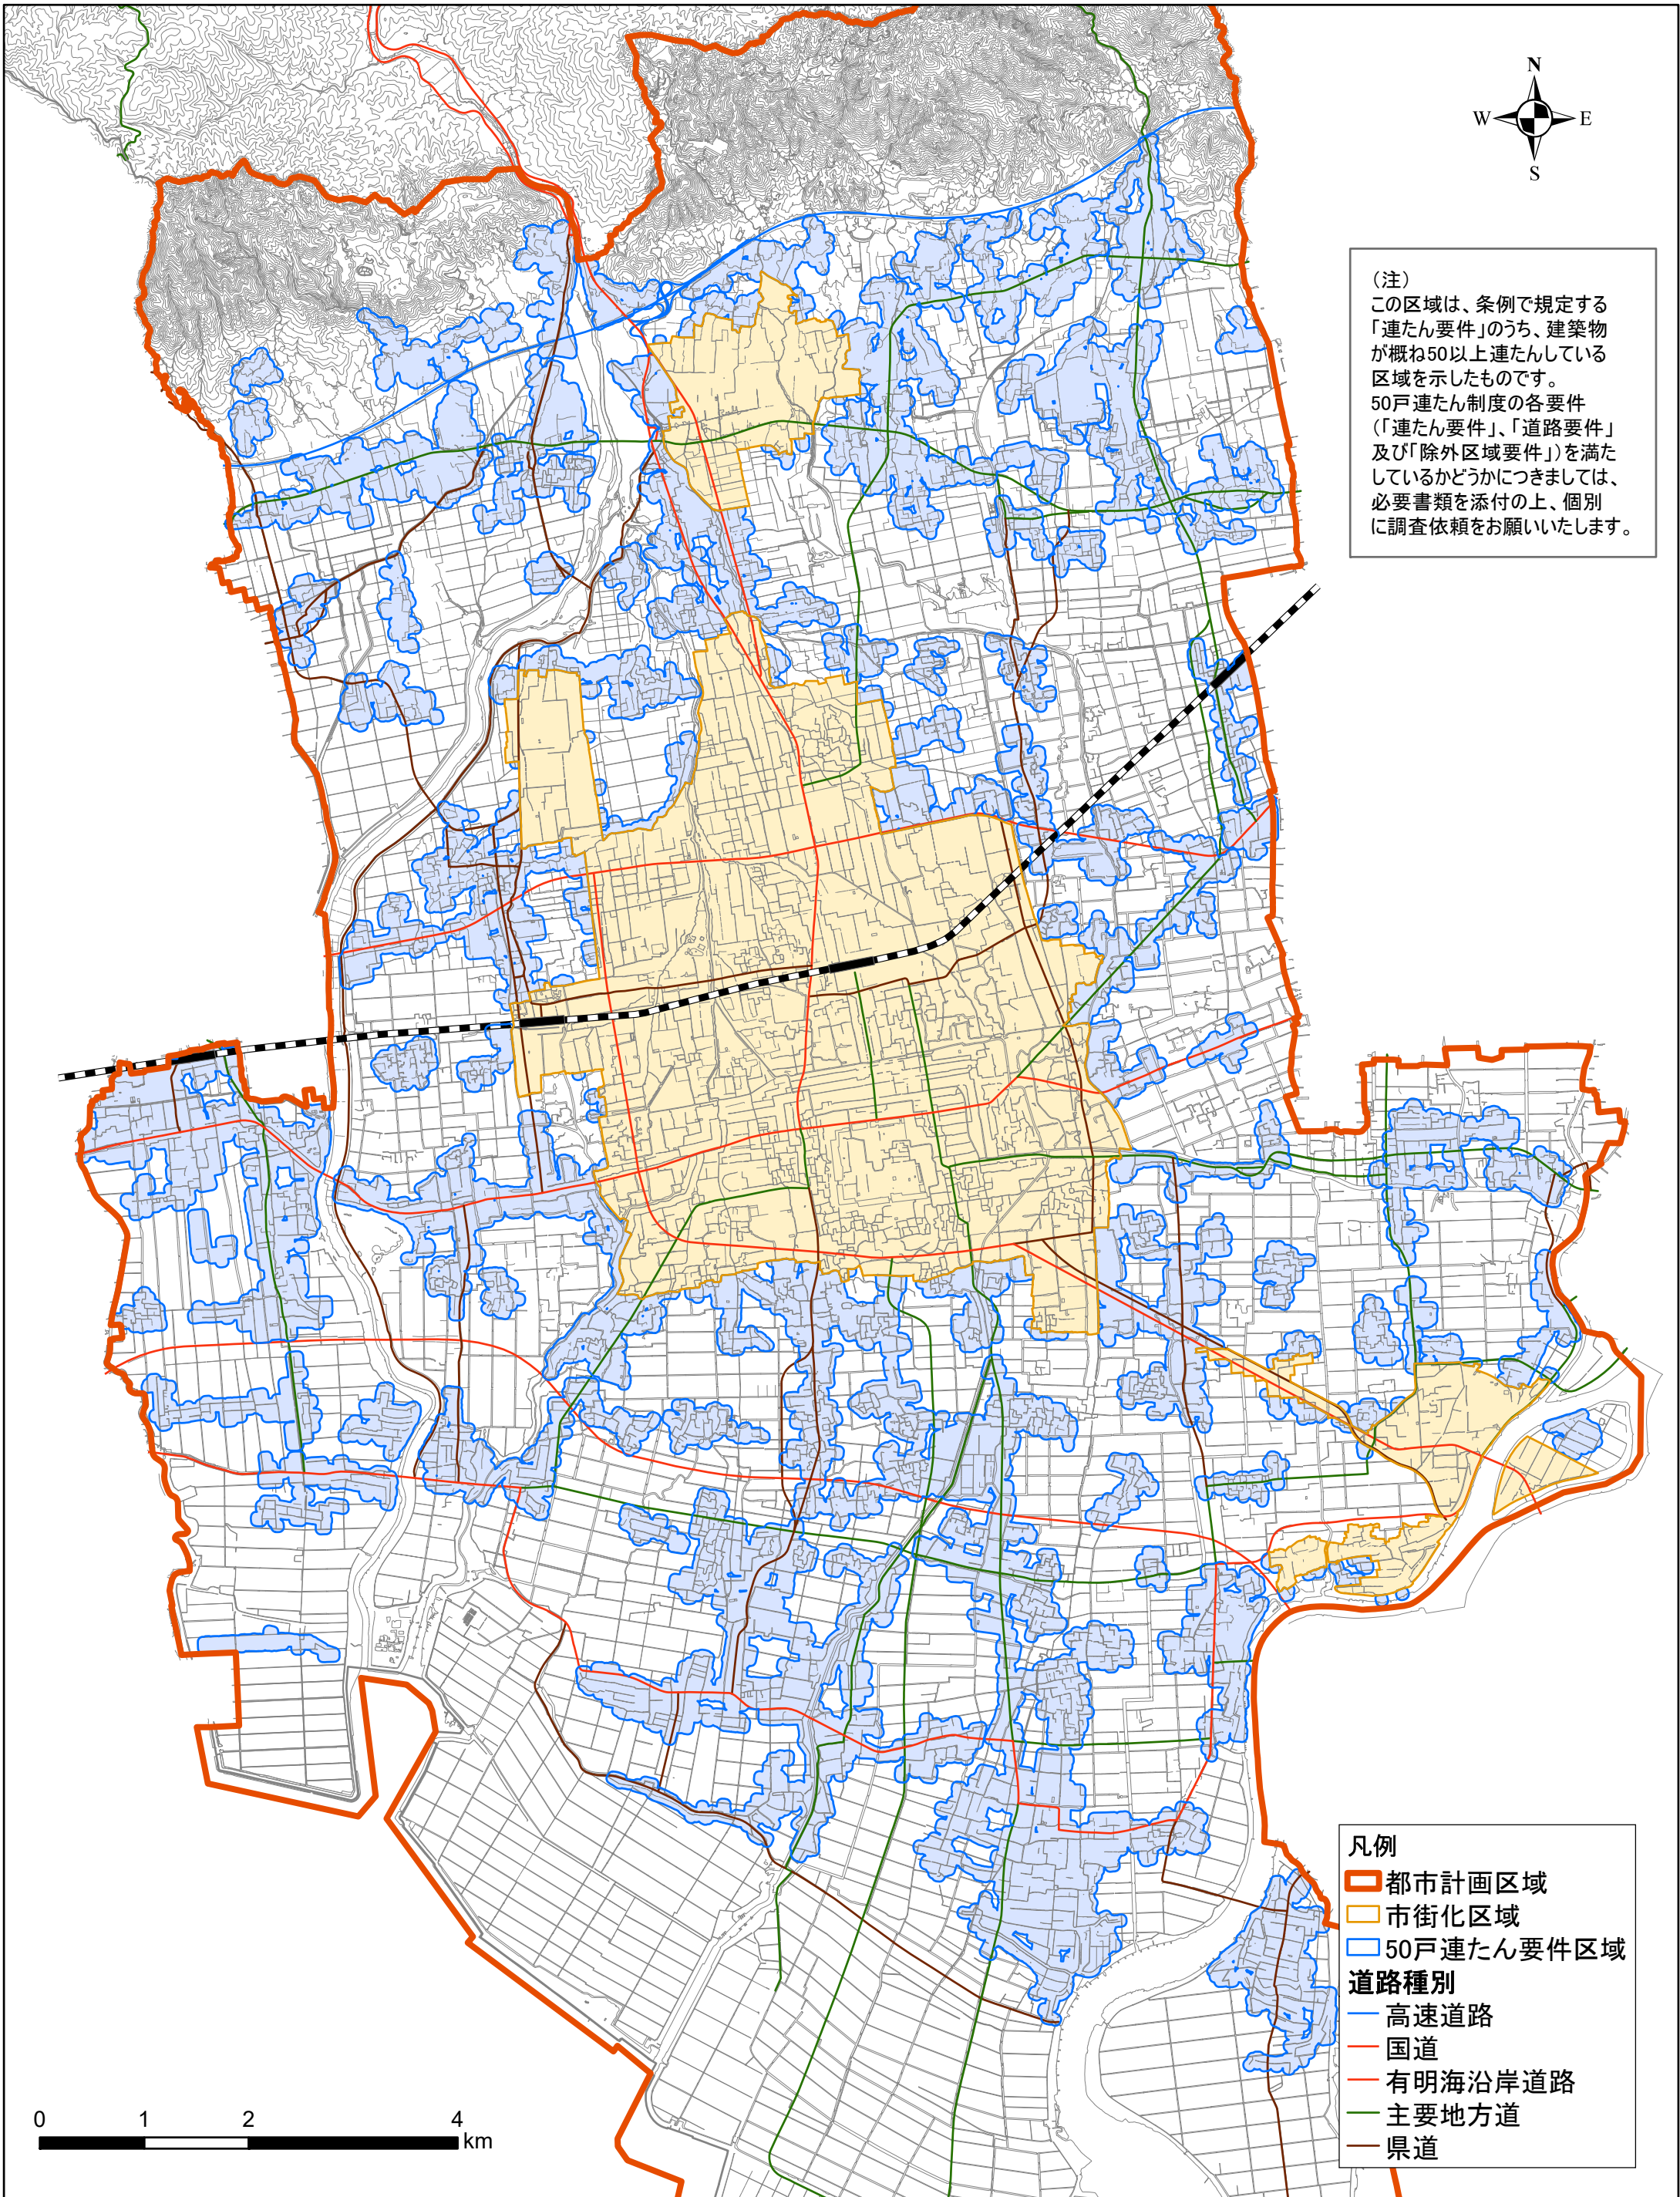 N
W E
S
(注)
この区域は、条例で規定する
「連たん要件」のうち、建築物
が概ね50以上連たんしている
区域を示したものです。
50戸連たん制度の各要件
(「連たん要件」、「道路要件」
及び「除外区域要件」)を満た
しているかどうかにつきましては、
必要書類を添付の上、個別
に調査依頼をお願いいたします。
凡例
都市計画区域
市街化区域
50戸連たん要件区域
道路種別
高速道路
国道
有明海沿岸道路
主要地方道
県道
0 1 2 4
km